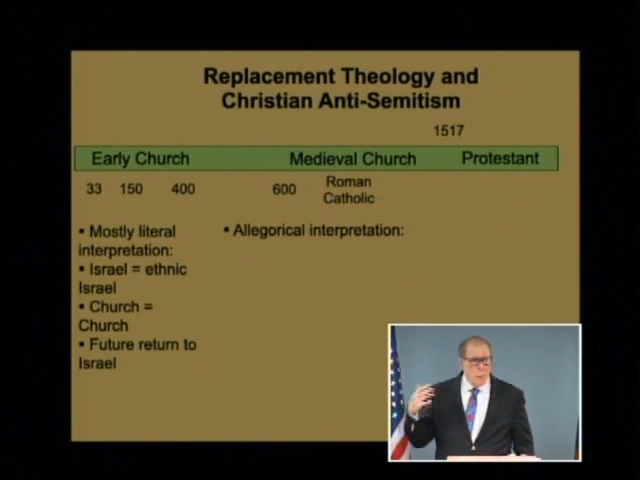 Replacement Theology and
Christian Anti-Semitism
1517
Early Church Medieval Church Protestant
33 150 400 600 Roman
Catholic
▪ Mostly literal
interpretation:
▪ Israel = ethnic
Israel
▪ Church =
Church
▪ Future return to
Israel
▪ Allegorical interpretation: